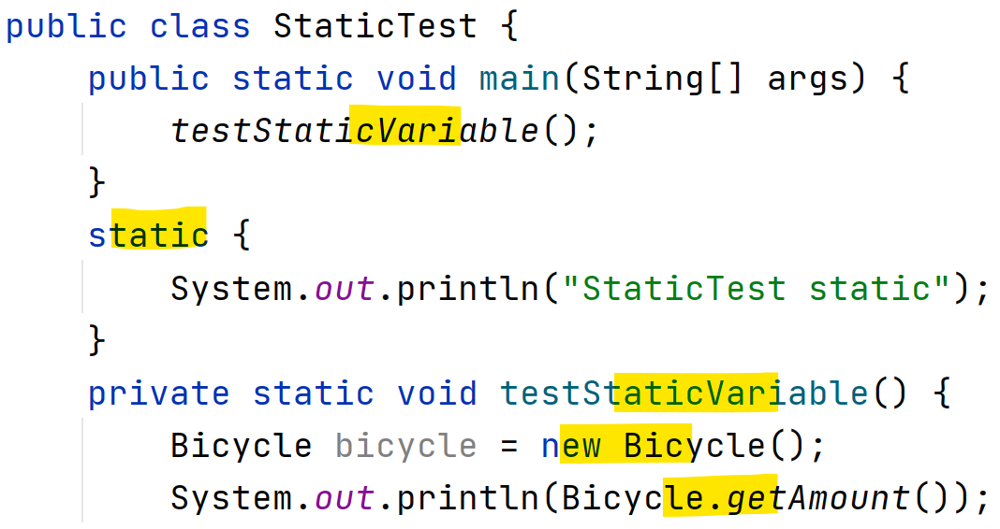 public class StaticTest {
    public static void main(String[] args) {
        testStaticVariable();
    }
    static {
        System.out.println("StaticTest static");
    }
    private static void testStaticVariable() {
        Bicycle bicycle = new Bicycle();
        System.out.println(Bicycle.getAmount());